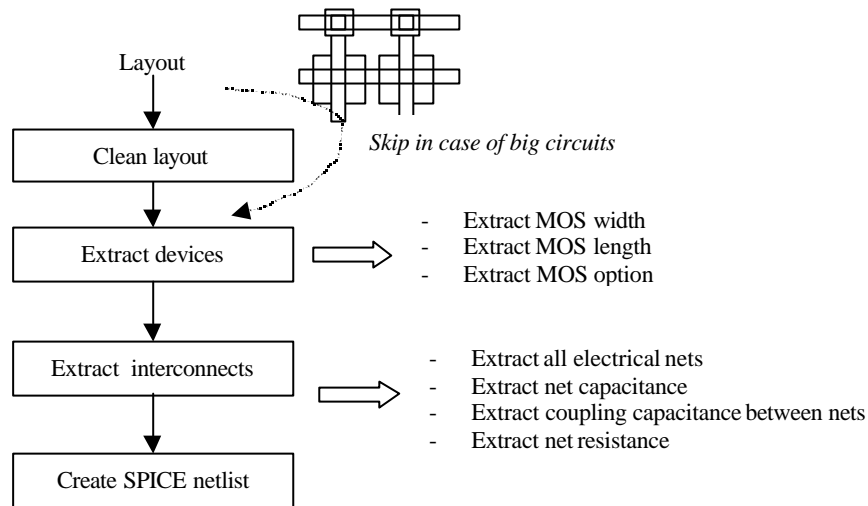 Layout
Skip in case of big circuits
Clean layout
Extract devices
- Extract MOS width
- Extract MOS length
- Extract MOS option
Extract interconnects
- Extract all electrical nets
- Extract net capacitance
- Extract coupling capacitance between nets
- Extract net resistance
Create SPICE netlist